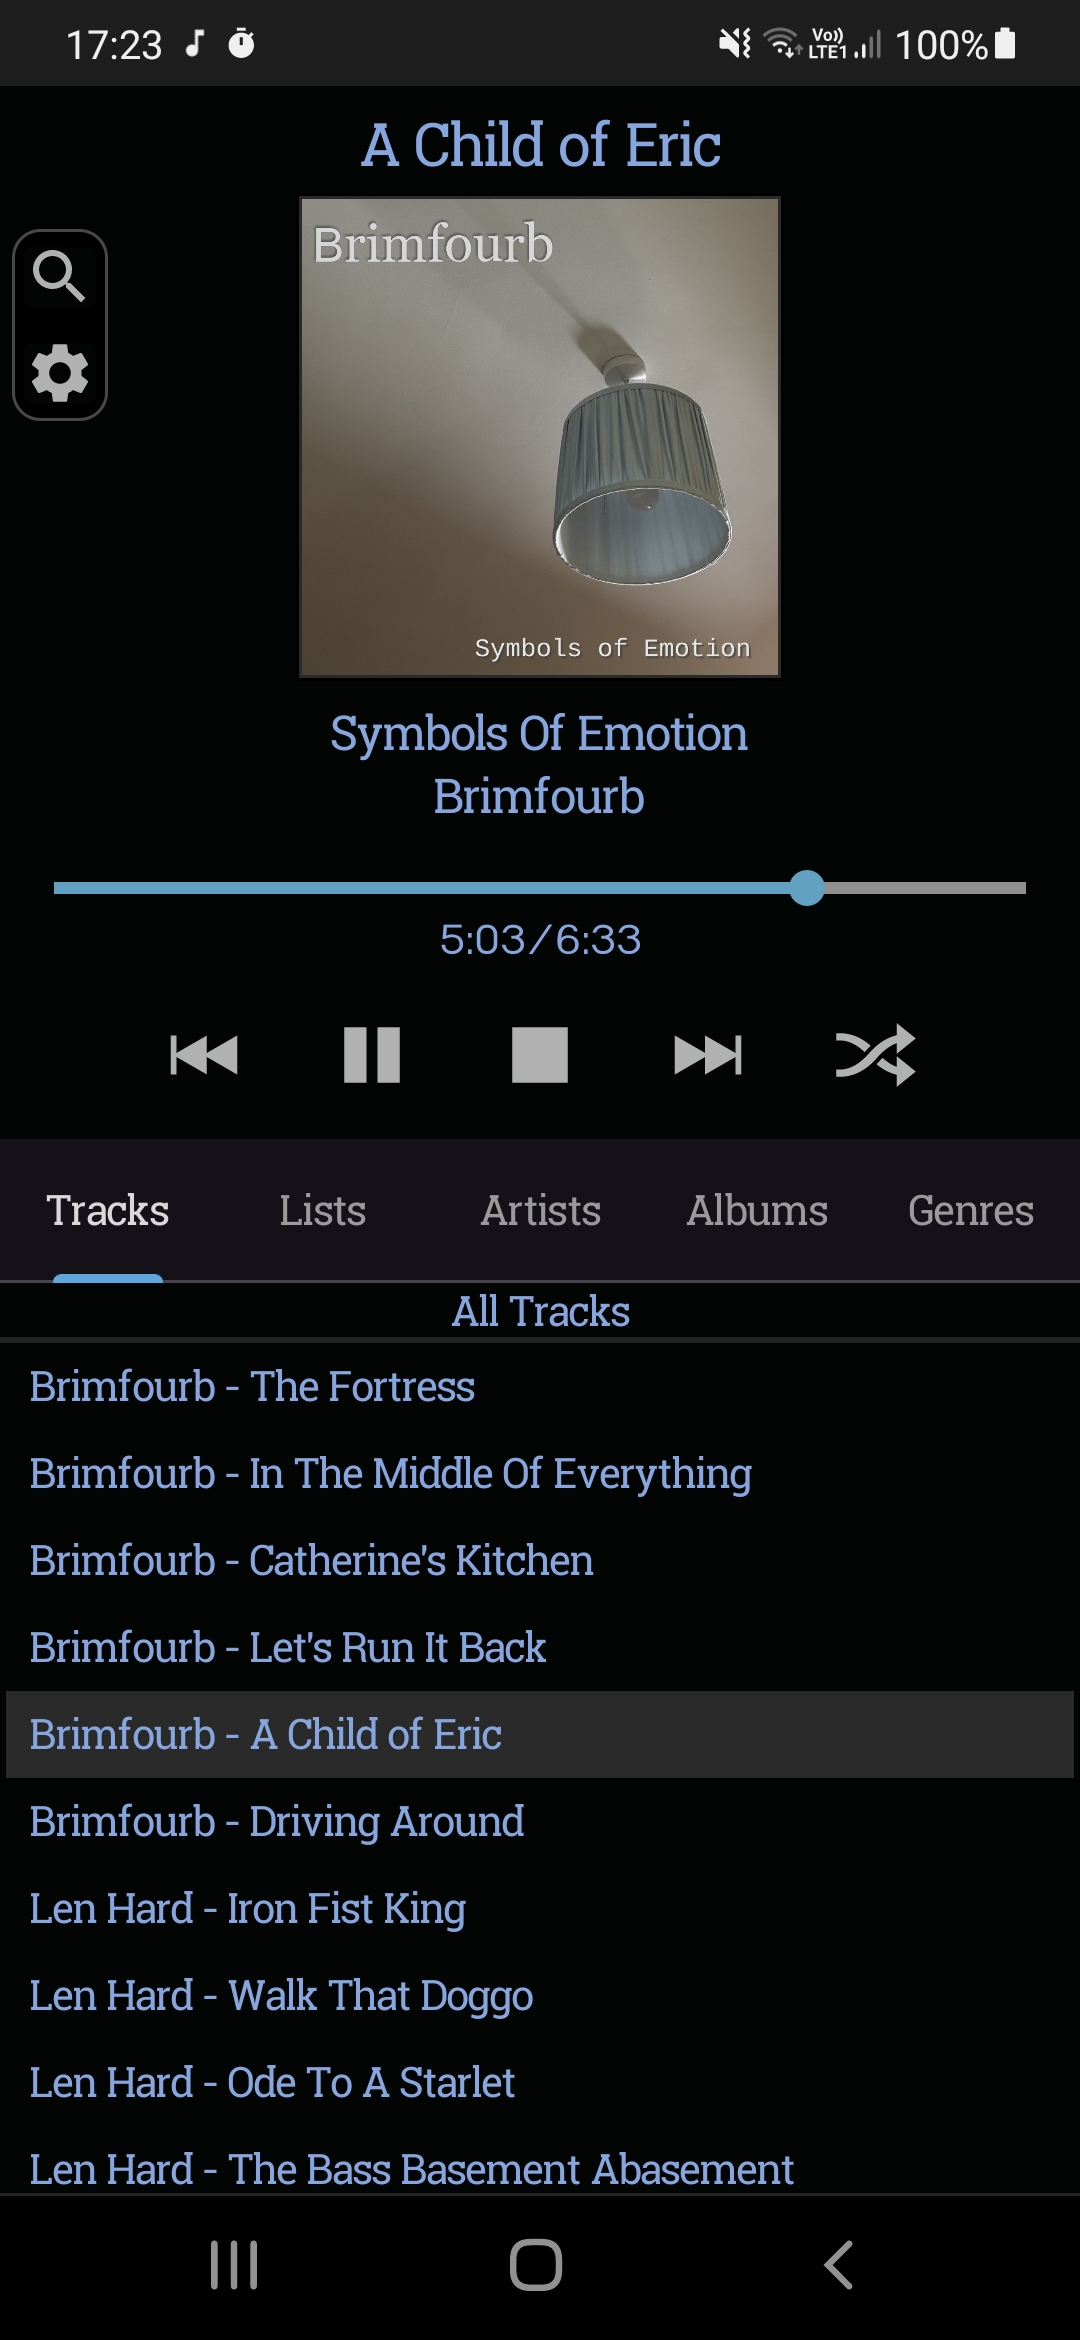 17:23
Vo)) LTE1
100%
A Child of Eric
Brimfourb
Symbols of Emotion
Symbols Of Emotion
Brimfourb
5:03/6:33
Tracks Lists Artists Albums Genres
All Tracks
Brimfourb - The Fortress
Brimfourb - In The Middle Of Everything
Brimfourb - Catherine's Kitchen
Brimfourb - Let's Run It Back
Brimfourb - A Child of Eric
Brimfourb - Driving Around
Len Hard - Iron Fist King
Len Hard - Walk That Doggo
Len Hard - Ode To A Starlet
Len Hard - The Bass Basement Abasement